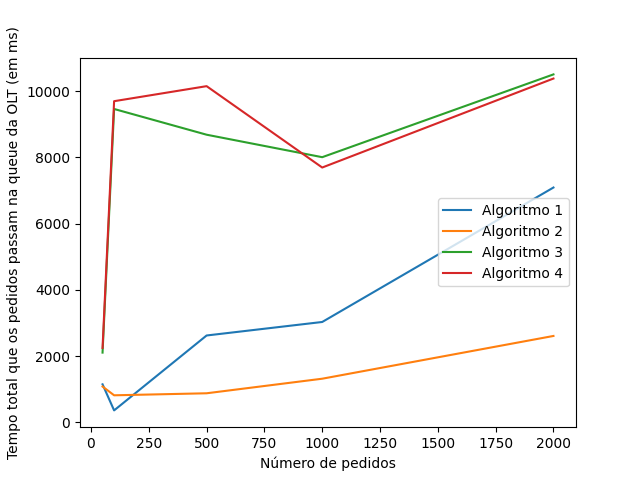 Tempo total que os pedidos passam na queue da OLT (em ms)
10000
8000
6000
4000
2000
0
Algoritmo 1
Algoritmo 2
Algoritmo 3
Algoritmo 4
0 250 500 750 1000 1250 1500 1750 2000
Número de pedidos